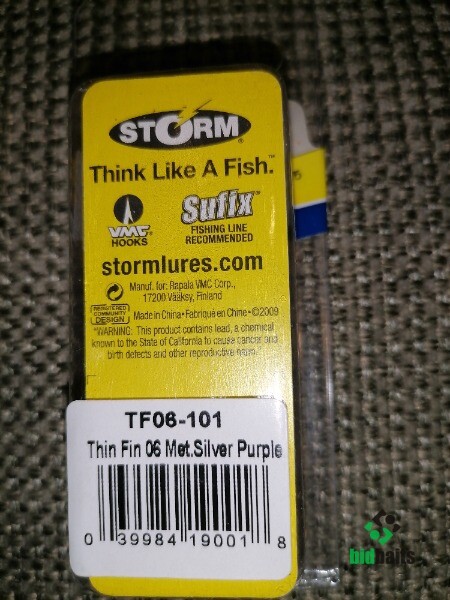 STORM®
Think Like A Fish.™
VMC® HOOKS
Sufix™ FISHING LINE RECOMMENDED
stormlures.com
Manuf. for: Rapala VMC Corp.,
17200 Vääksy, Finland
REGISTERED COMMUNITY DESIGN
Made in China • Fabriqué en Chine • ©2009
*WARNING: This product contains lead, a chemical
known to the State of California to cause cancer and
birth defects and other reproductive harm.
TF06-101
Thin Fin 06 Met.Silver Purple
0 39984 19001 8
bidbaits